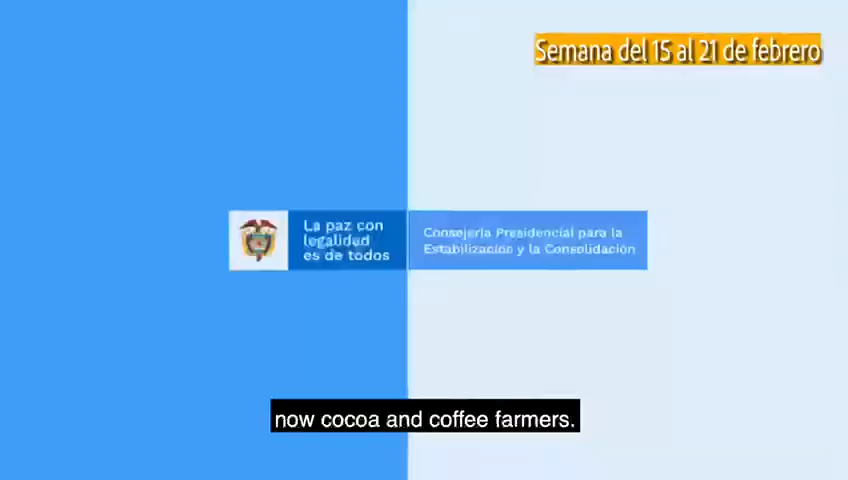 Semana del 15 al 21 de febrero
La paz con
legalidad
es de todos
Consejería Presidencial para la
Estabilización y la Consolidación
now cocoa and coffee farmers.